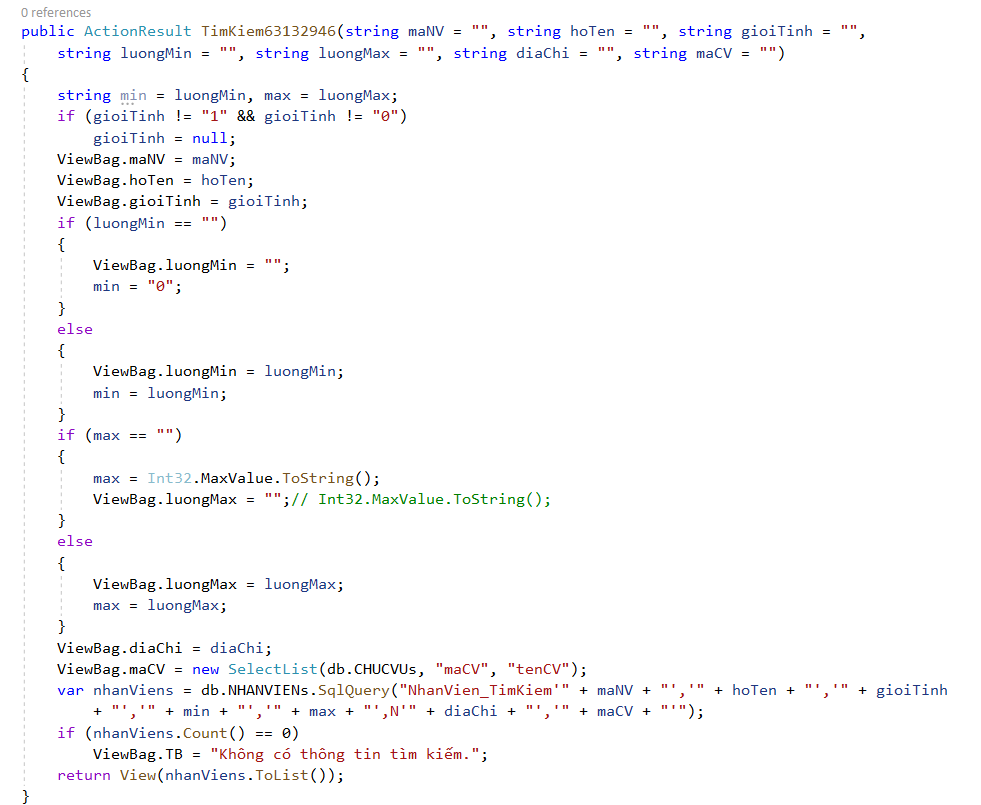 0 references
public ActionResult TimKiem63132946(string maNV = "", string hoTen = "", string gioiTinh = "",
string luongMin = "", string luongMax = "", string diaChi = "", string maCV = "")
{
string min = luongMin, max = luongMax;
if (gioiTinh != "1" && gioiTinh != "0")
gioiTinh = null;
ViewBag.maNV = maNV;
ViewBag.hoTen = hoTen;
ViewBag.gioiTinh = gioiTinh;
if (luongMin == "")
{
ViewBag.luongMin = "";
min = "0";
}
else
{
ViewBag.luongMin = luongMin;
min = luongMin;
}
if (max == "")
{
max = Int32.MaxValue.ToString();
ViewBag.luongMax = "";// Int32.MaxValue.ToString();
}
else
{
ViewBag.luongMax = luongMax;
max = luongMax;
}
ViewBag.diaChi = diaChi;
ViewBag.maCV = new SelectList(db.CHUCVUs, "maCV", "tenCV");
var nhanViens = db.NHANVIENs.SqlQuery("NhanVien_TimKiem'" + maNV + "','" + hoTen + "','" + gioiTinh
+ "','" + min + "','" + max + "',N'" + diaChi + "','" + maCV + "'");
if (nhanViens.Count() == 0)
ViewBag.TB = "Không có thông tin tìm kiếm.";
return View(nhanViens.ToList());
}